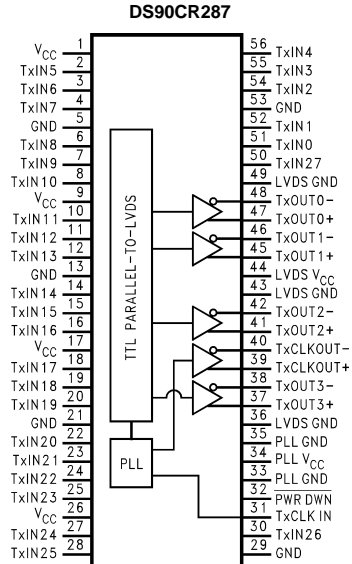 DS90CR287
VCC 1 56 TxIN4
TxIN5 2 55 TxIN3
TxIN6 3 54 TxIN2
TxIN7 4 53 GND
GND 5 52 TxIN1
TxIN8 6 51 TxIN0
TxIN9 7 50 TxIN27
TxIN10 8 49 LVDS GND
VCC 9 48 TxOUT0-
TxIN11 10 47 TxOUT0+
TxIN12 11 46 TxOUT1-
TxIN13 12 45 TxOUT1+
GND 13 44 LVDS VCC
TxIN14 14 43 LVDS GND
TxIN15 15 42 TxOUT2-
TxIN16 16 41 TxOUT2+
VCC 17 40 TxCLKOUT-
TxIN17 18 39 TxCLKOUT+
TxIN18 19 38 TxOUT3-
TxIN19 20 37 TxOUT3+
GND 21 36 LVDS GND
TxIN20 22 35 PLL GND
TxIN21 23 34 PLL VCC
TxIN22 24 33 PLL GND
TxIN23 25 32 PWR DWN
VCC 26 31 TxCLK IN
TxIN24 27 30 TxIN26
TxIN25 28 29 GND
TTL PARALLEL-TO-LVDS
PLL